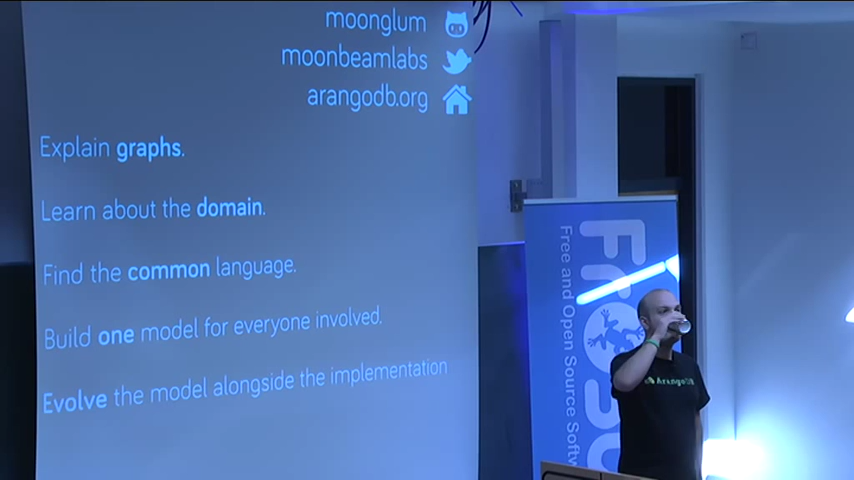 moonglum
moonbeamlabs
arangodb.org
Explain graphs.
Learn about the domain.
Find the common language.
Build one model for everyone involved.
Evolve the model alongside the implementation
Free and Open Source
ArangoDB